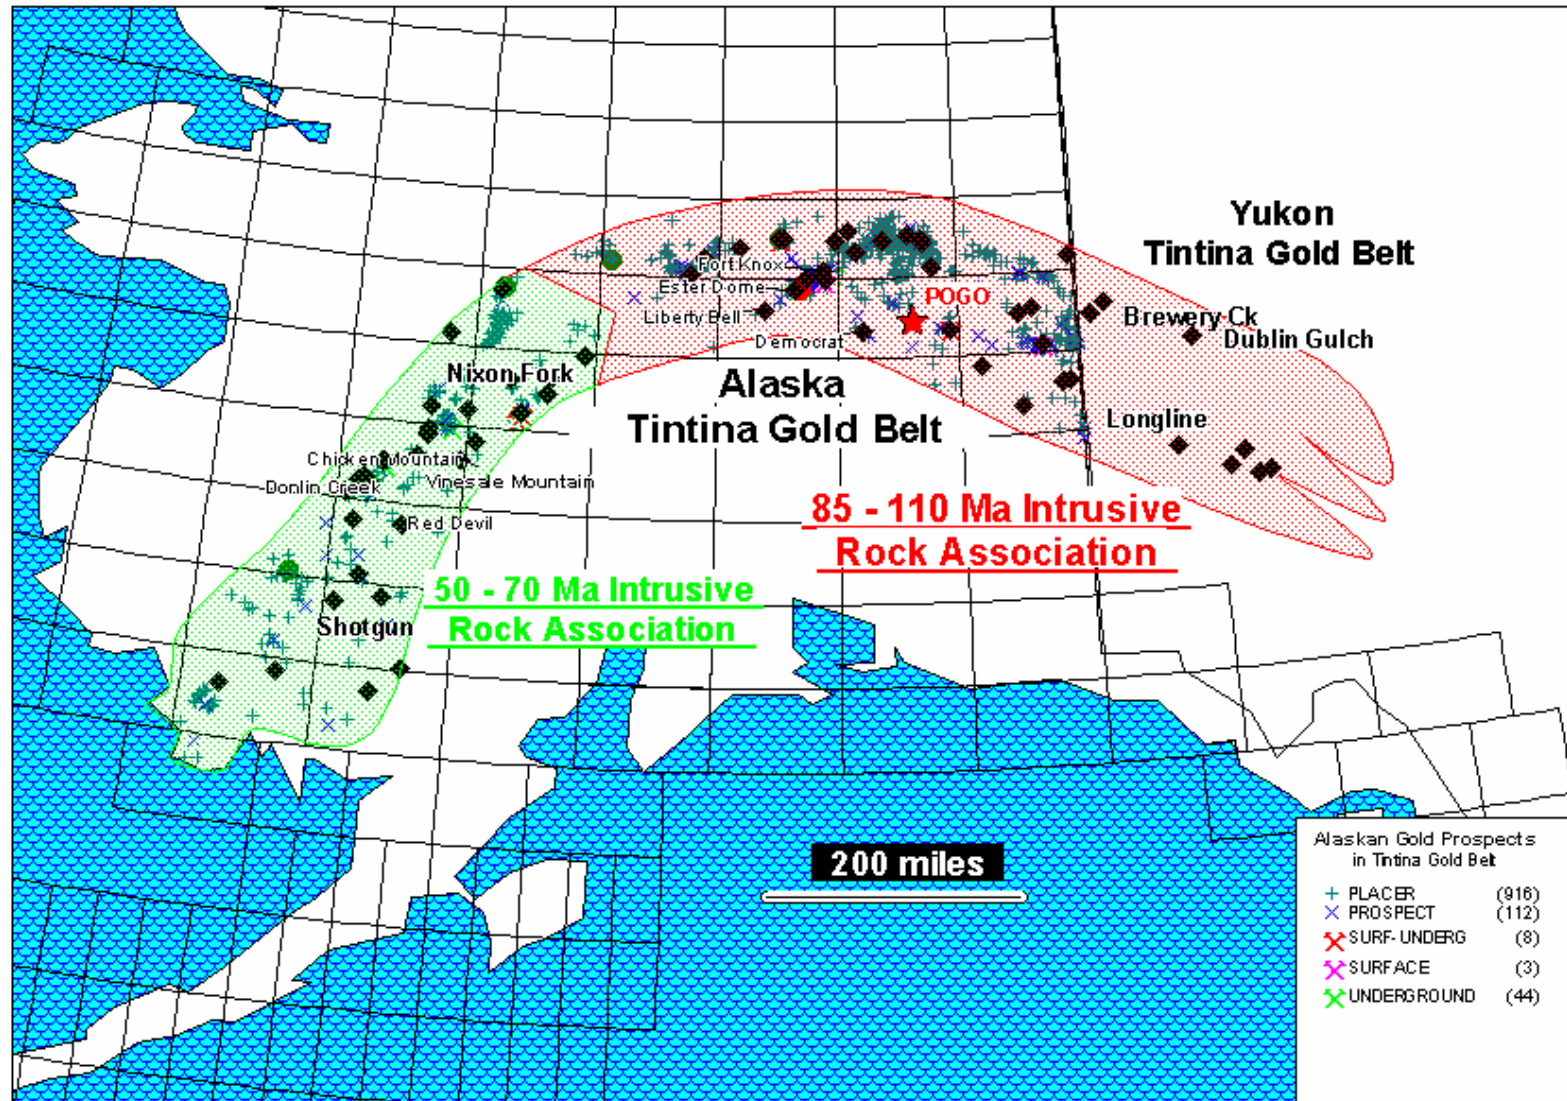 Yukon
Tintina Gold Belt
Fort Knox
Ester Dome
POGO
Liberty Bell
Brewery Ck
Democrat
Dublin Gulch
Nixon Fork
Alaska
Tintina Gold Belt
Longline
Chicken Mountain
Donlin Creek
Vinesale Mountain
Red Devil
85 - 110 Ma Intrusive
Rock Association
50 - 70 Ma Intrusive
Rock Association
Shotgun
200 miles
Alaskan Gold Prospects
in Tintina Gold Belt
PLACER (916)
PROSPECT (112)
SURF-UNDERG (8)
SURFACE (3)
UNDERGROUND (44)